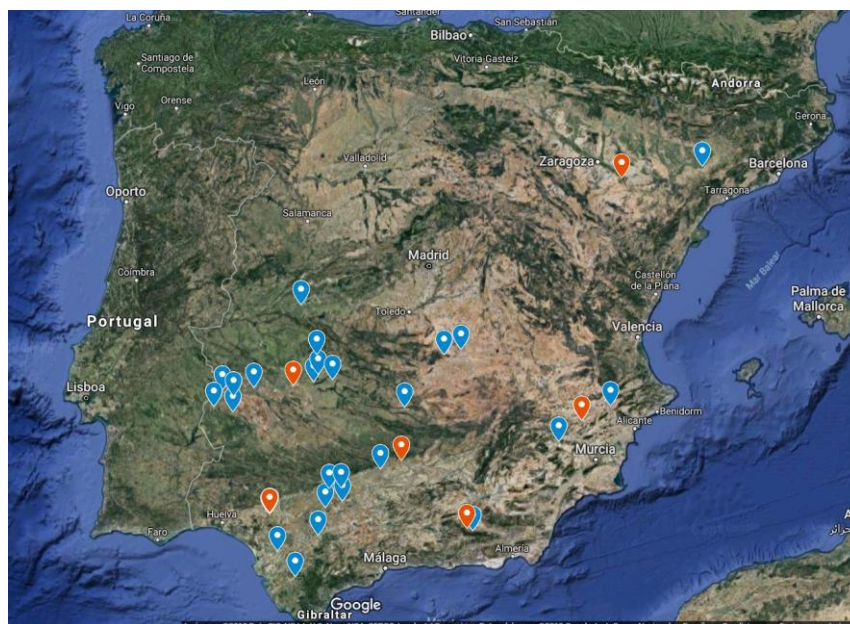 La Coruña
Santander
San Sebastián
Bilbao
Santiago de
Compostela
Vitoria-Gasteiz
León
Andorra
Vigo
Orense
Gerona
Valladolid
Zaragoza
Barcelona
Oporto
Tarragona
Salamanca
Madrid
Coímbra
Castellón
de la Plana
Mar Balear
Toledo
Palma de
Mallorca
Portugal
Valencia
Lisboa
Benidorm
Alicante
Murcia
Huelva
Faro
Almería
Málaga
Google
Gibraltar